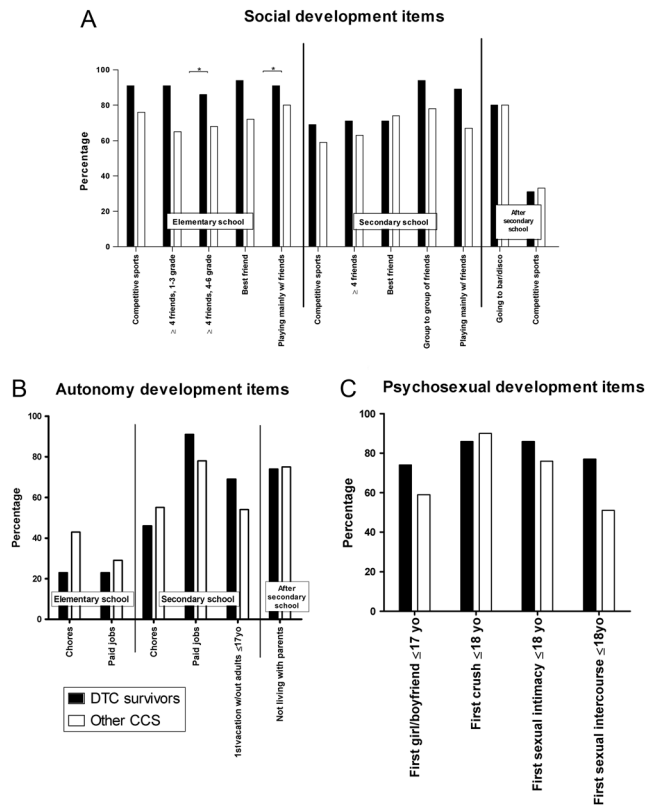 A
Social development items
*
*
Percentage
100
80
60
40
20
0
Elementary school
Secondary school
After
secondary
school
Competitive sports
≥ 4 friends, 1-3 grade
≥ 4 friends, 4-6 grade
Best friend
Playing mainly w/ friends
Competitive sports
≥ 4 friends
Best friend
Group to group of friends
Playing mainly w/ friends
Going to bar/disco
Competitive sports
B
Autonomy development items
Percentage
100
80
60
40
20
0
Elementary school
Secondary school
After
secondary
school
Chores
Paid jobs
Chores
Paid jobs
1stvacation w/out adults ≤17yo
Not living with parents
DTC survivors
Other CCS
C
Psychosexual development items
Percentage
100
80
60
40
20
0
First girl/boyfriend ≤17 yo
First crush ≤18 yo
First sexual intimacy ≤18 yo
First sexual intercourse ≤18yo